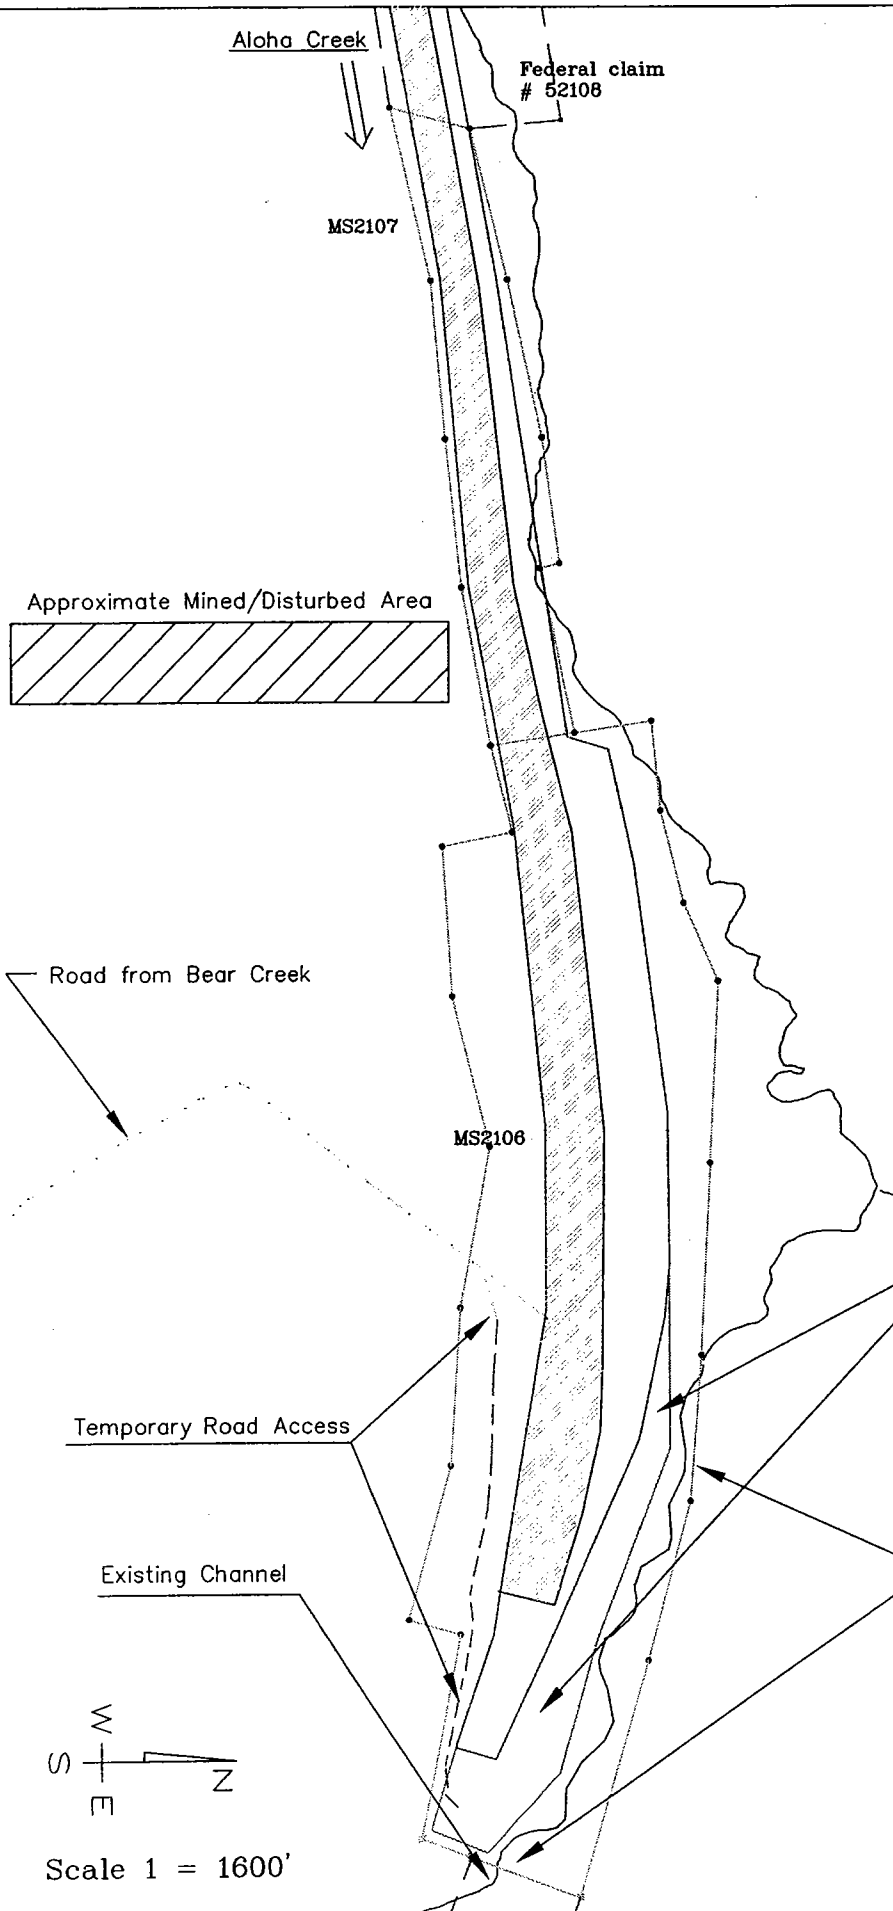 Aloha Creek
Federal claim
# 52108
MS2107
Approximate Mined/Disturbed Area
Road from Bear Creek
MS2106
Temporary Road Access
Existing Channel
W
S
N
E
Scale 1 = 1600'